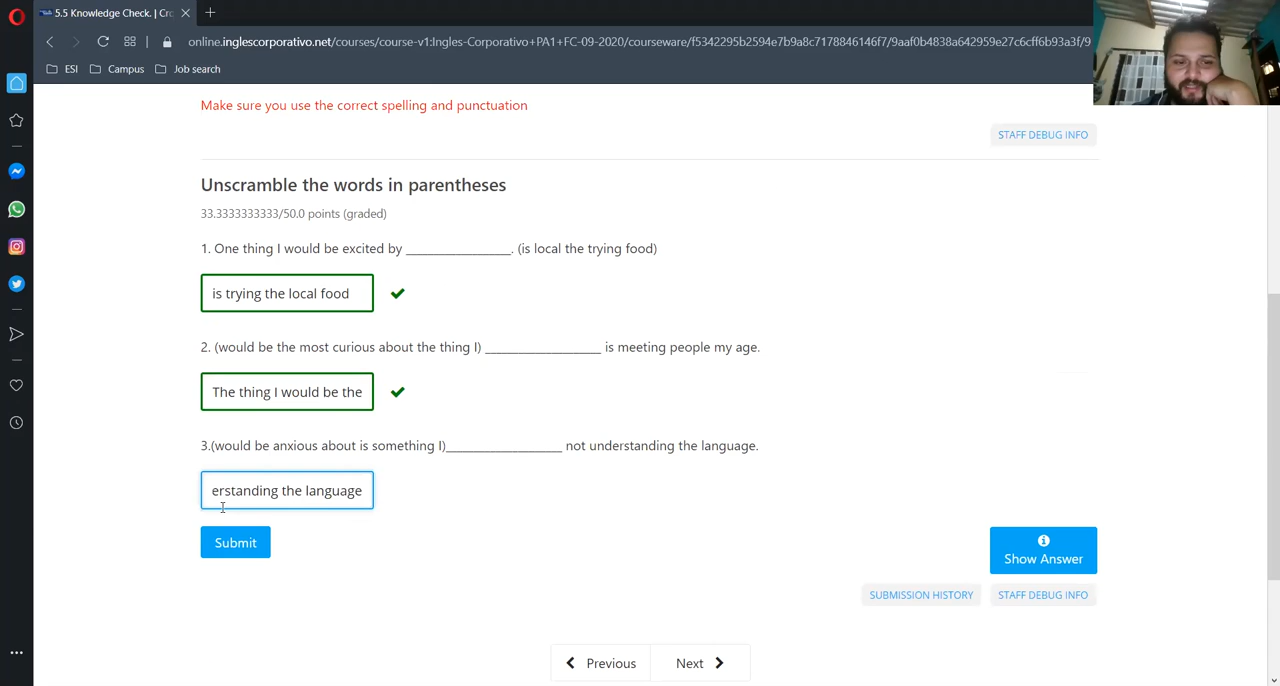 5.5 Knowledge Check. | Cro
online.inglescorporativo.net/courses/course-v1:Ingles-Corporativo+PA1+FC-09-2020/courseware/f5342295b2594e7b9a8c7178846146f7/9aaf0b4838a642959e27c6cff6b93a3f/9
ESI Campus Job search
Make sure you use the correct spelling and punctuation
STAFF DEBUG INFO
Unscramble the words in parentheses
33.3333333333/50.0 points (graded)
1. One thing I would be excited by ________________. (is local the trying food)
is trying the local food
2. (would be the most curious about the thing I) __________________ is meeting people my age.
The thing I would be the
3.(would be anxious about is something I)__________________ not understanding the language.
erstanding the language
Submit
Show Answer
SUBMISSION HISTORY STAFF DEBUG INFO
Previous Next